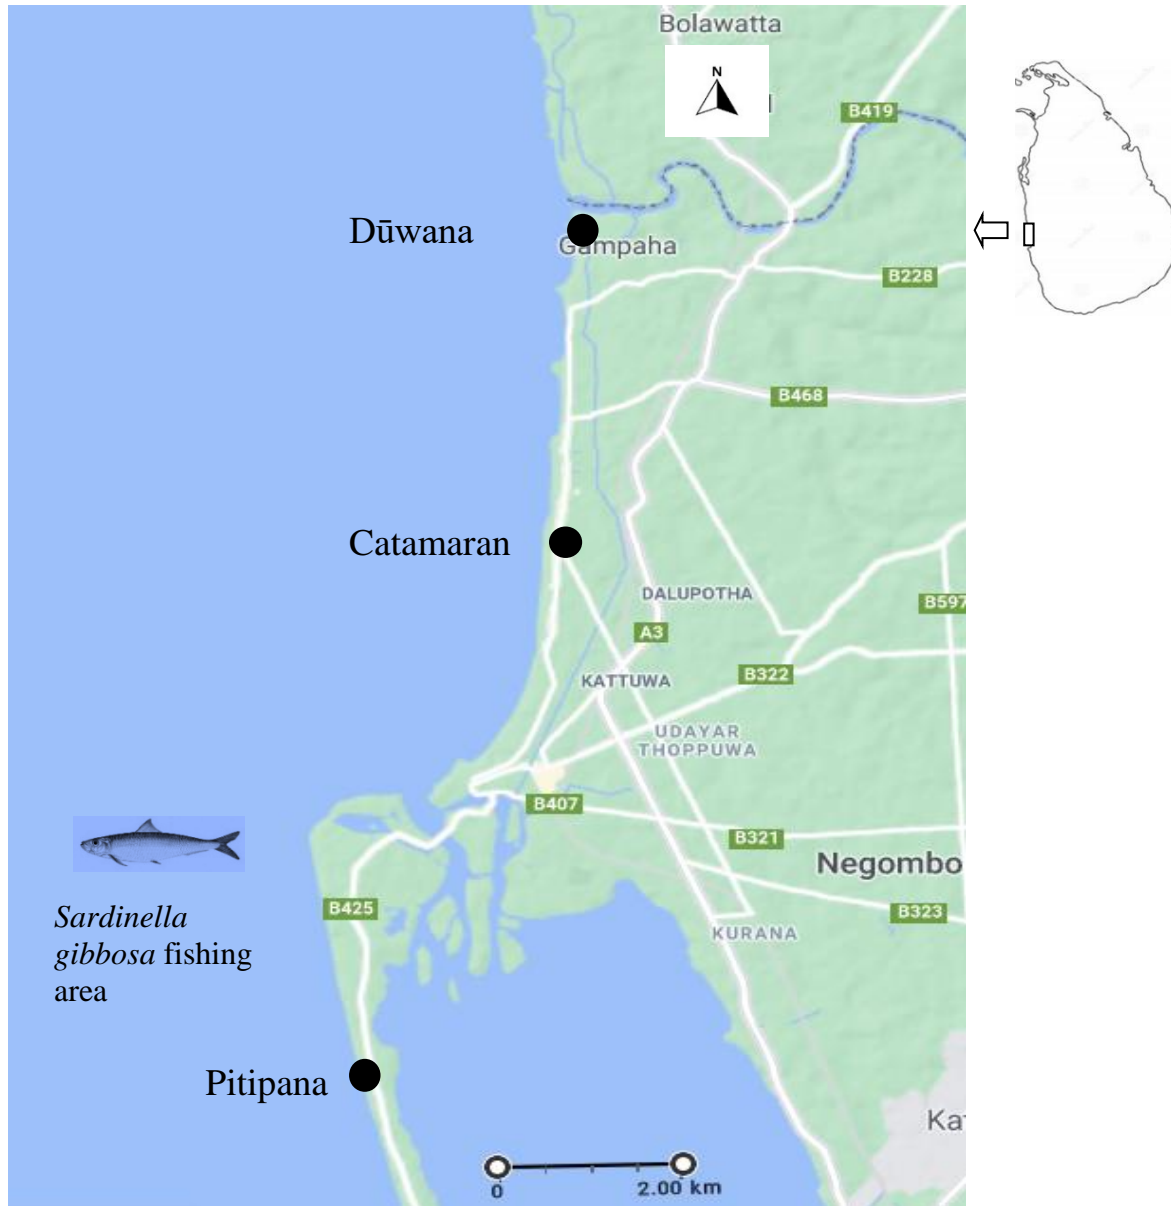 Bolawatta
N
B419
Dūwana
Gampaha
B228
B468
Catamaran
DALUPOTHA
B597
A3
B322
KATTUWA
UDAYAR
THOPPUWA
B407
B321
Negombo
Sardinella
gibbosa fishing
area
B425
B323
KURANA
Pitipana
Ka
0
2.00 km